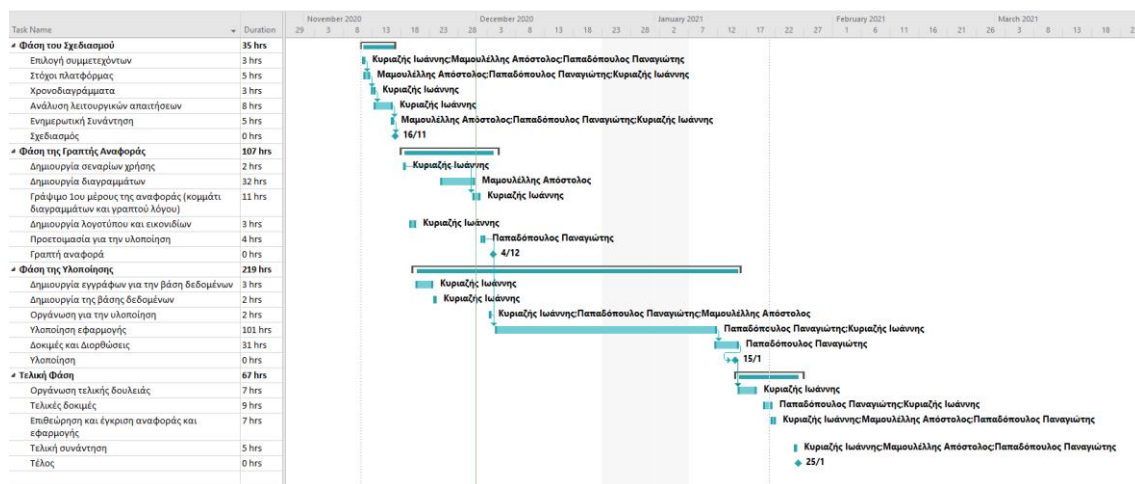 November 2020 December 2020 January 2021 February 2021 March 2021
Task Name Duration 29 3 8 13 18 23 28 3 8 13 18 23 28 2 7 12 17 22 27 1 6 11 16 21 26 3 8 13 18
Φάση του Σχεδιασμού 35 hrs
Επιλογή συμμετεχόντων 3 hrs Κυριαζής Ιωάννης;Μαμουλέλλης Απόστολος;Παπαδόπουλος Παναγιώτης
Στόχοι πλατφόρμας 5 hrs Μαμουλέλλης Απόστολος;Παπαδόπουλος Παναγιώτης;Κυριαζής Ιωάννης
Χρονοδιαγράμματα 3 hrs Κυριαζής Ιωάννης
Ανάλυση λειτουργικών απαιτήσεων 8 hrs Κυριαζής Ιωάννης
Ενημερωτική Συνάντηση 5 hrs Μαμουλέλλης Απόστολος;Παπαδόπουλος Παναγιώτης;Κυριαζής Ιωάννης
Σχεδιασμός 0 hrs 16/11
Φάση της Γραπτής Αναφοράς 107 hrs
Δημιουργία σεναρίων χρήσης 2 hrs Κυριαζής Ιωάννης
Δημιουργία διαγραμμάτων 32 hrs Μαμουλέλλης Απόστολος
Γράψιμο 1ου μέρους της αναφοράς (κομμάτι 11 hrs Κυριαζής Ιωάννης
διαγραμμάτων και γραπτού λόγου)
Δημιουργία λογοτύπου και εικονιδίων 3 hrs Κυριαζής Ιωάννης
Προετοιμασία για την υλοποίηση 4 hrs Παπαδόπουλος Παναγιώτης
Γραπτή αναφορά 0 hrs 4/12
Φάση της Υλοποίησης 219 hrs
Δημιουργία εγγράφων για την βάση δεδομένων 3 hrs Κυριαζής Ιωάννης
Δημιουργία της βάσης δεδομένων 2 hrs Κυριαζής Ιωάννης
Οργάνωση για την υλοποίηση 2 hrs Κυριαζής Ιωάννης;Παπαδόπουλος Παναγιώτης;Μαμουλέλλης Απόστολος
Υλοποίηση εφαρμογής 101 hrs Παπαδόπουλος Παναγιώτης;Κυριαζής Ιωάννης
Δοκιμές και Διορθώσεις 31 hrs Παπαδόπουλος Παναγιώτης
Υλοποίηση 0 hrs 15/1
Τελική Φάση 67 hrs
Οργάνωση τελικής δουλειάς 7 hrs Κυριαζής Ιωάννης
Τελικές δοκιμές 9 hrs Παπαδόπουλος Παναγιώτης;Κυριαζής Ιωάννης
Επιθεώρηση και έγκριση αναφοράς και 7 hrs Κυριαζής Ιωάννης;Μαμουλέλλης Απόστολος;Παπαδόπουλος Παναγιώτης
εφαρμογής
Τελική συνάντηση 5 hrs Κυριαζής Ιωάννης;Μαμουλέλλης Απόστολος;Παπαδόπουλος Παναγιώτης
Τέλος 0 hrs 25/1